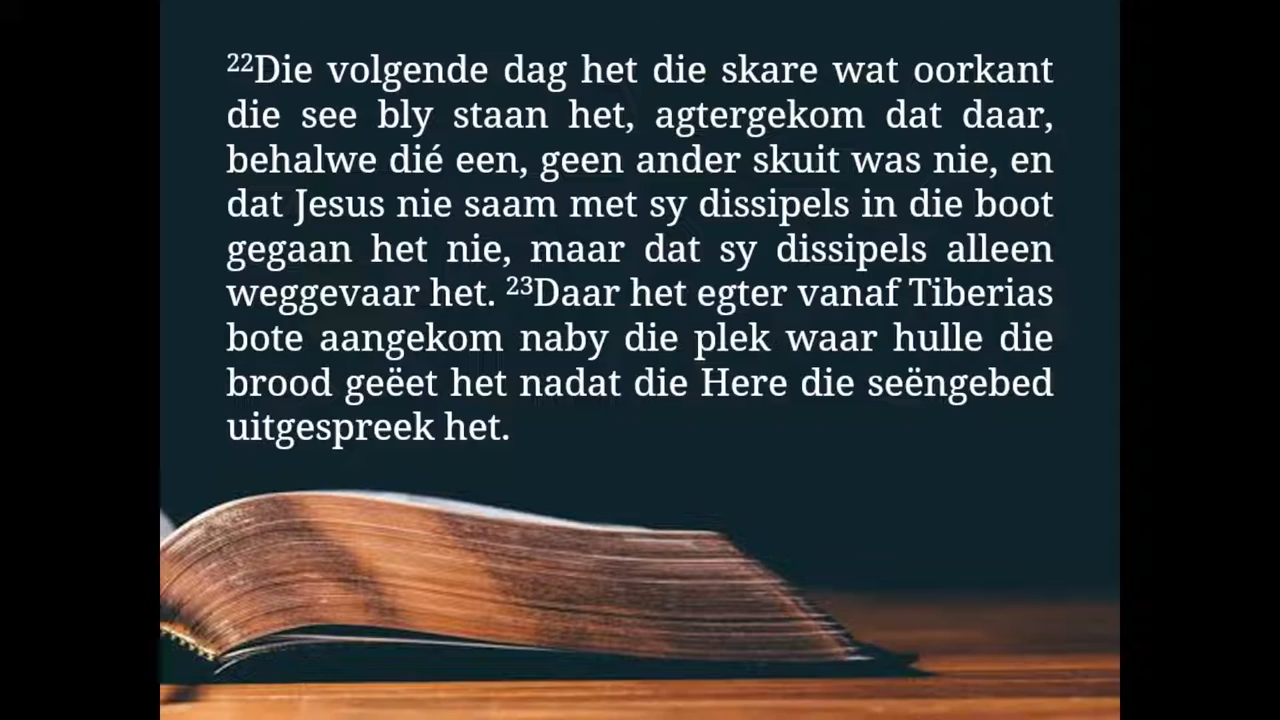 ²²Die volgende dag het die skare wat oorkant
die see bly staan het, agtergekom dat daar,
behalwe dié een, geen ander skuit was nie, en
dat Jesus nie saam met sy dissipels in die boot
gegaan het nie, maar dat sy dissipels alleen
weggevaar het. ²³Daar het egter vanaf Tiberias
bote aangekom naby die plek waar hulle die
brood geëet het nadat die Here die seëngebed
uitgespreek het.